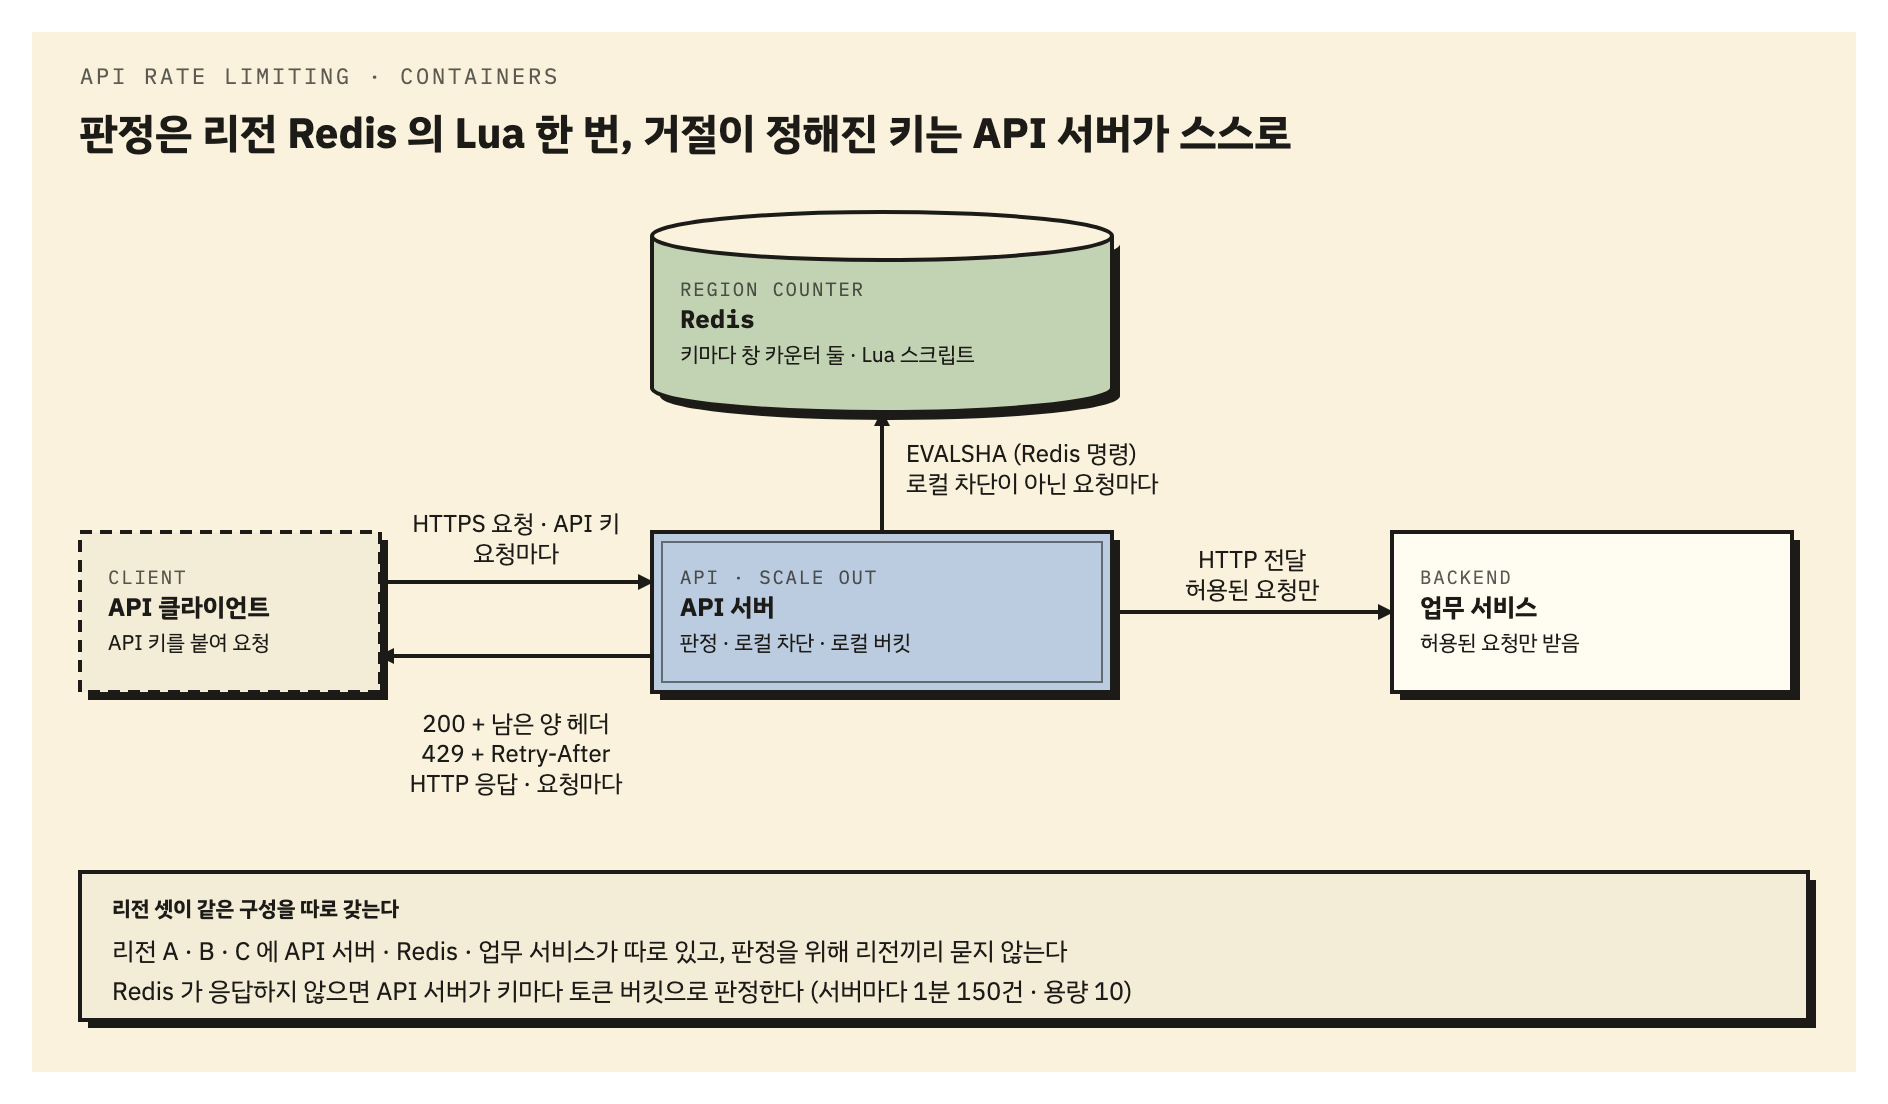 API RATE LIMITING · CONTAINERS
판정은 리전 Redis 의 Lua 한 번, 거절이 정해진 키는 API 서버가 스스로
REGION COUNTER
Redis
키마다 창 카운터 둘 · Lua 스크립트
EVALSHA (Redis 명령)
로컬 차단이 아닌 요청마다
HTTPS 요청 · API 키
요청마다
CLIENT
API 클라이언트
API 키를 붙여 요청
API · SCALE OUT
API 서버
판정 · 로컬 차단 · 로컬 버킷
HTTP 전달
허용된 요청만
BACKEND
업무 서비스
허용된 요청만 받음
200 + 남은 양 헤더
429 + Retry-After
HTTP 응답 · 요청마다
리전 셋이 같은 구성을 따로 갖는다
리전 A · B · C 에 API 서버 · Redis · 업무 서비스가 따로 있고, 판정을 위해 리전끼리 묻지 않는다
Redis 가 응답하지 않으면 API 서버가 키마다 토큰 버킷으로 판정한다 (서버마다 1분 150건 · 용량 10)